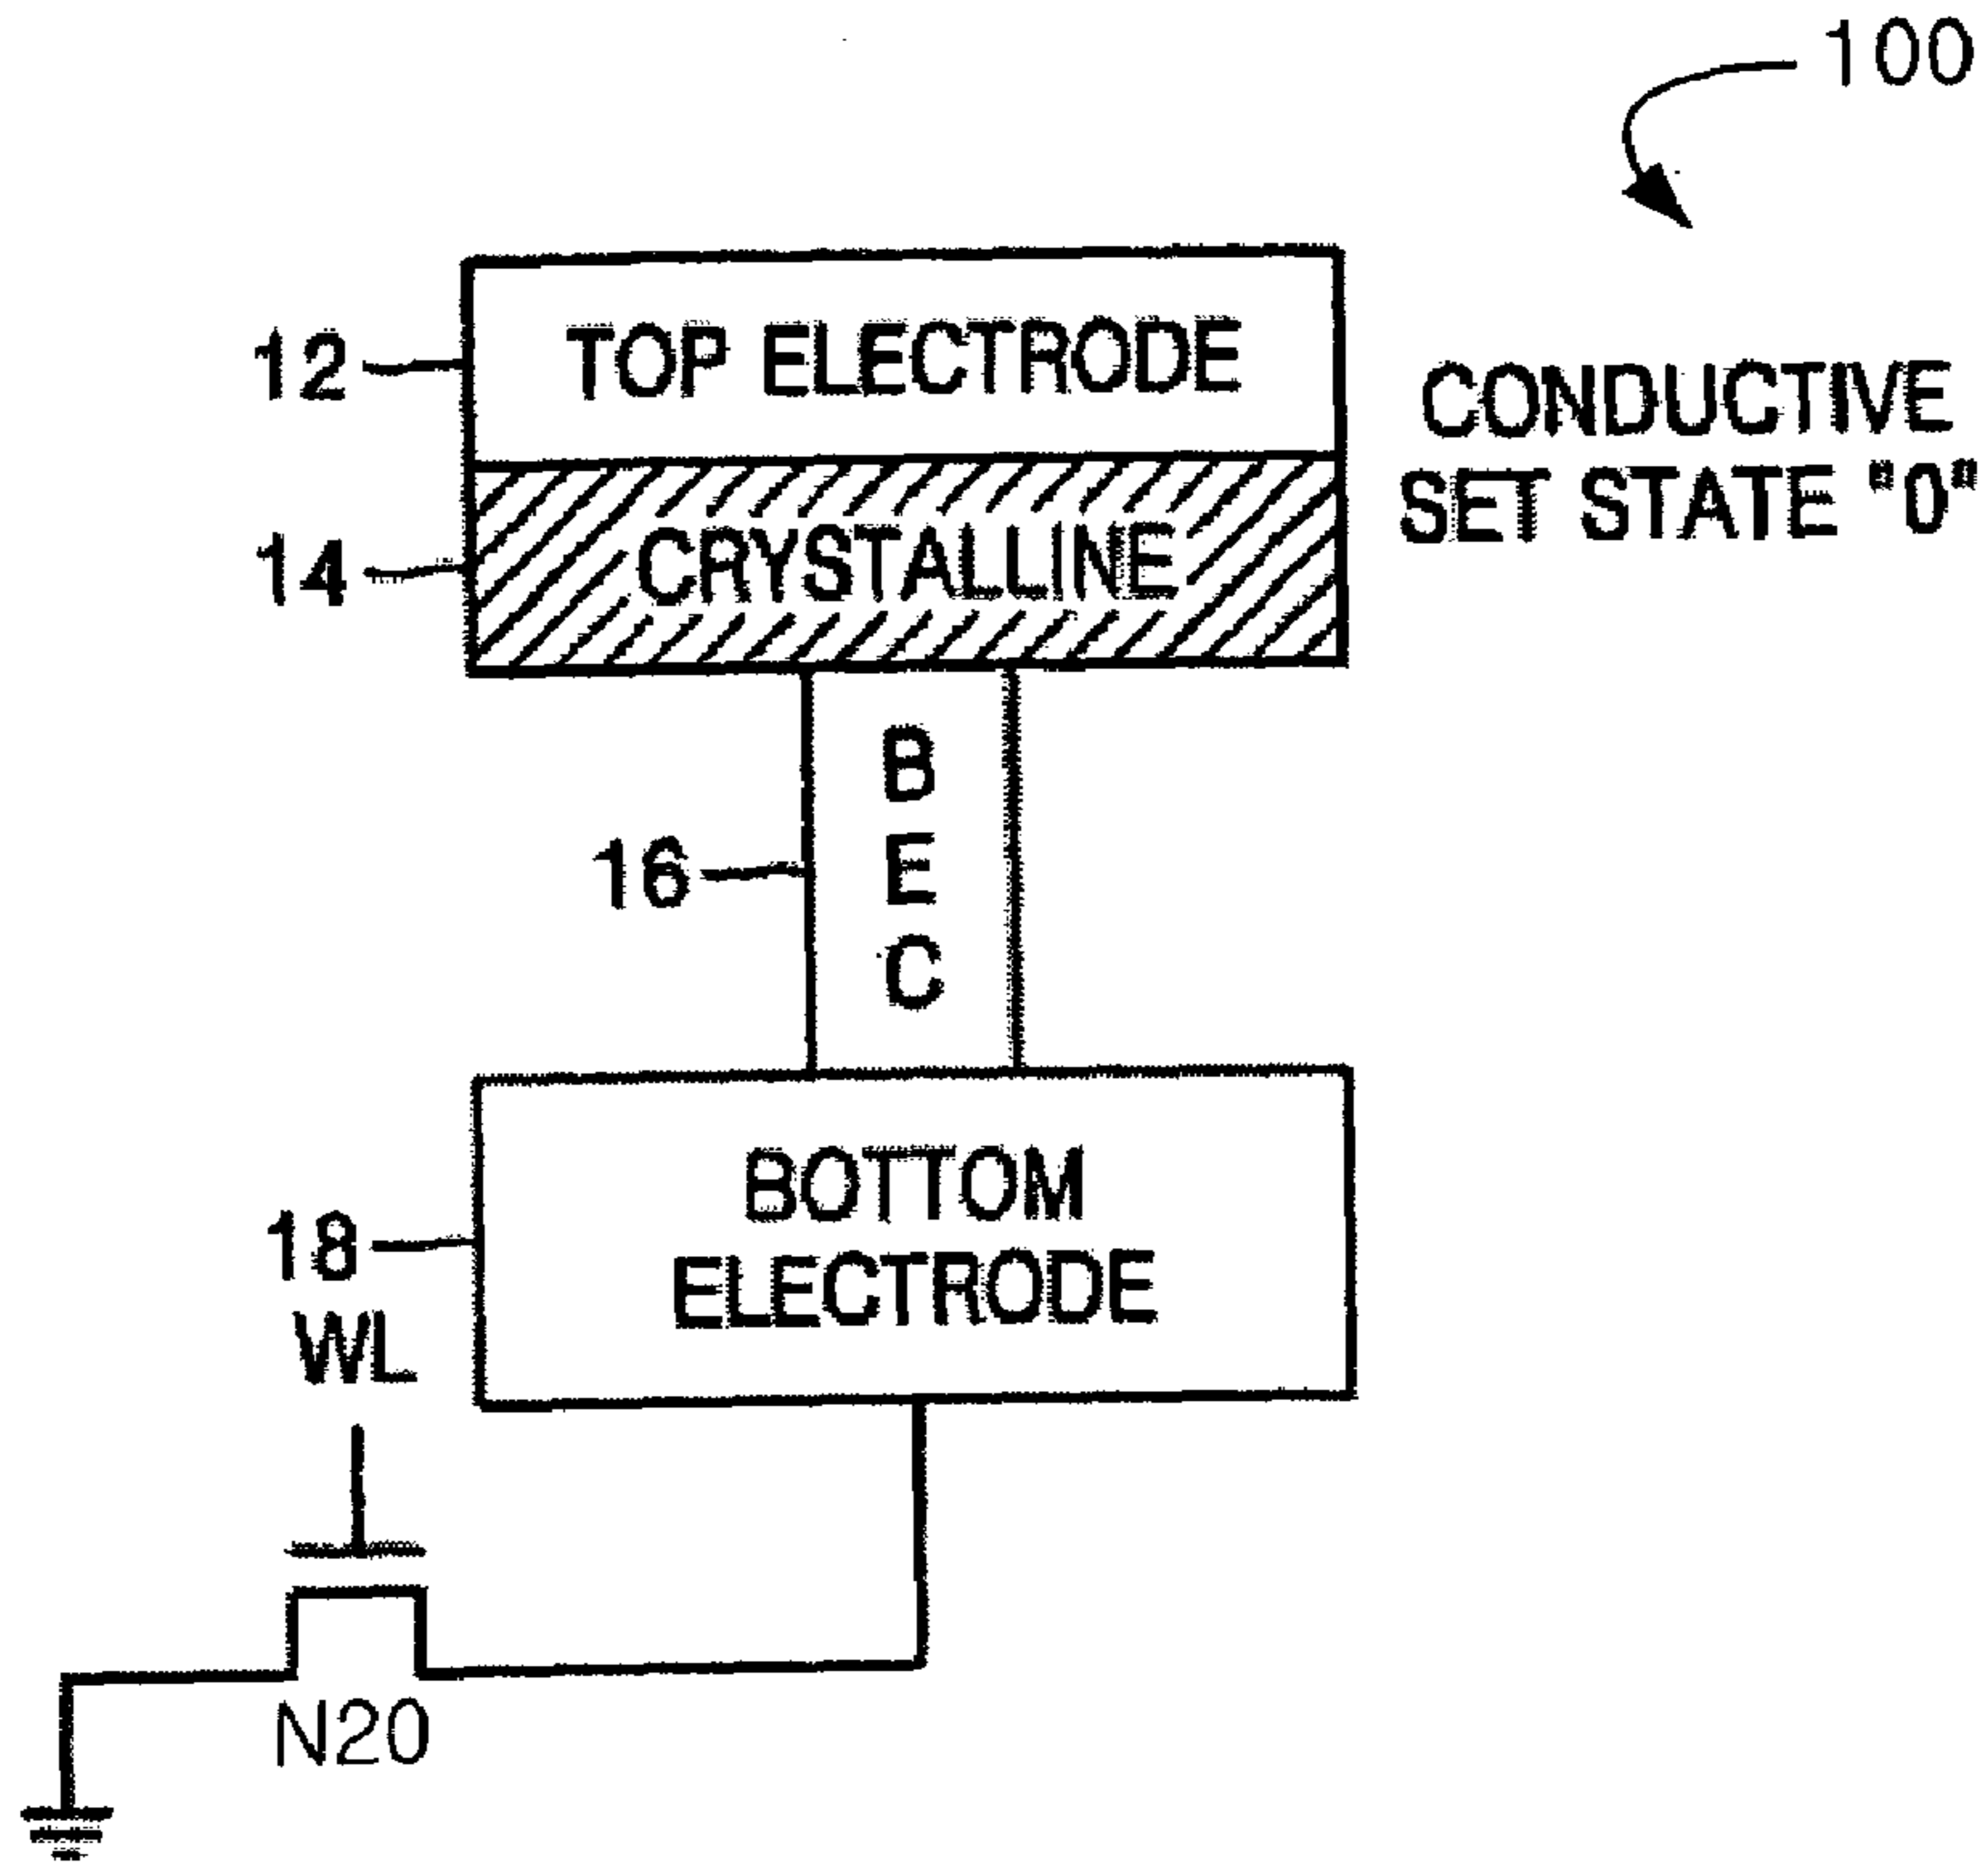 100
12
TOP ELECTRODE
CONDUCTIVE
SET STATE "0"
14
CRYSTALLINE
16
B
E
C
18
BOTTOM
ELECTRODE
WL
N20